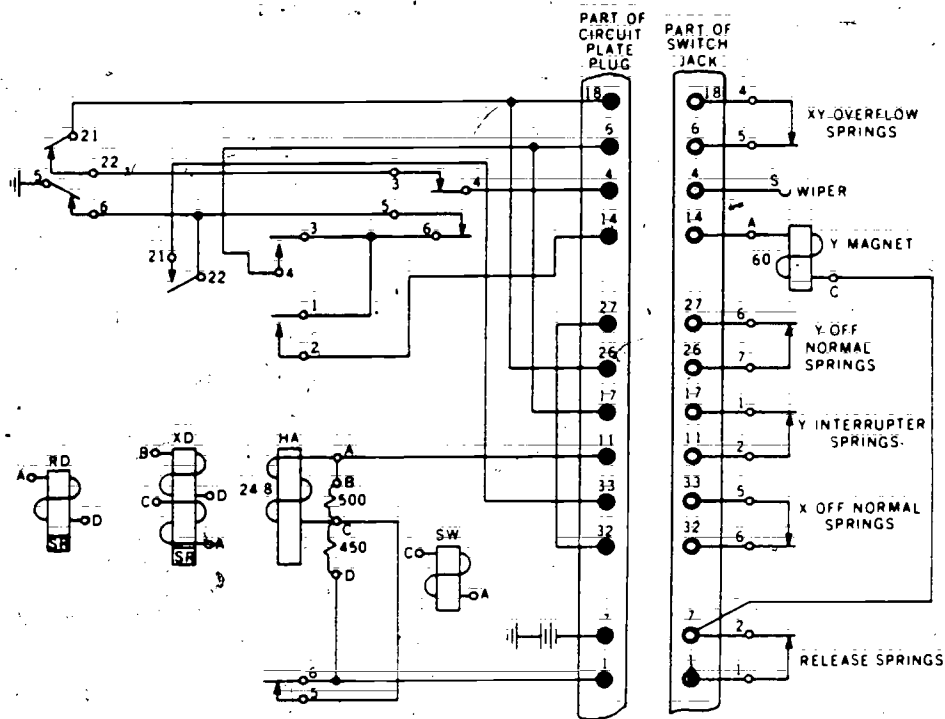 PART OF
CIRCUIT
PLATE
PLUG
PART OF
SWITCH
JACK
18
18
4
XY OVERFLOW
SPRINGS
21
6
6
5
22
3
4
4
4
S
WIPER
5
6
5
6
14
14
A
Y MAGNET
60
C
3
21
22
4
1
2
27
27
6
Y OFF
NORMAL
SPRINGS
26
26
7
17
17
1
Y INTERRUPTER
SPRINGS
11
11
2
33
33
5
X OFF NORMAL
SPRINGS
32
32
6
RD
A
D
SR
XD
B
C
D
A
SR
HA
24 8
A
B
500
C
450
D
SW
C
A
7
2
RELEASE SPRINGS
1
1
6
5